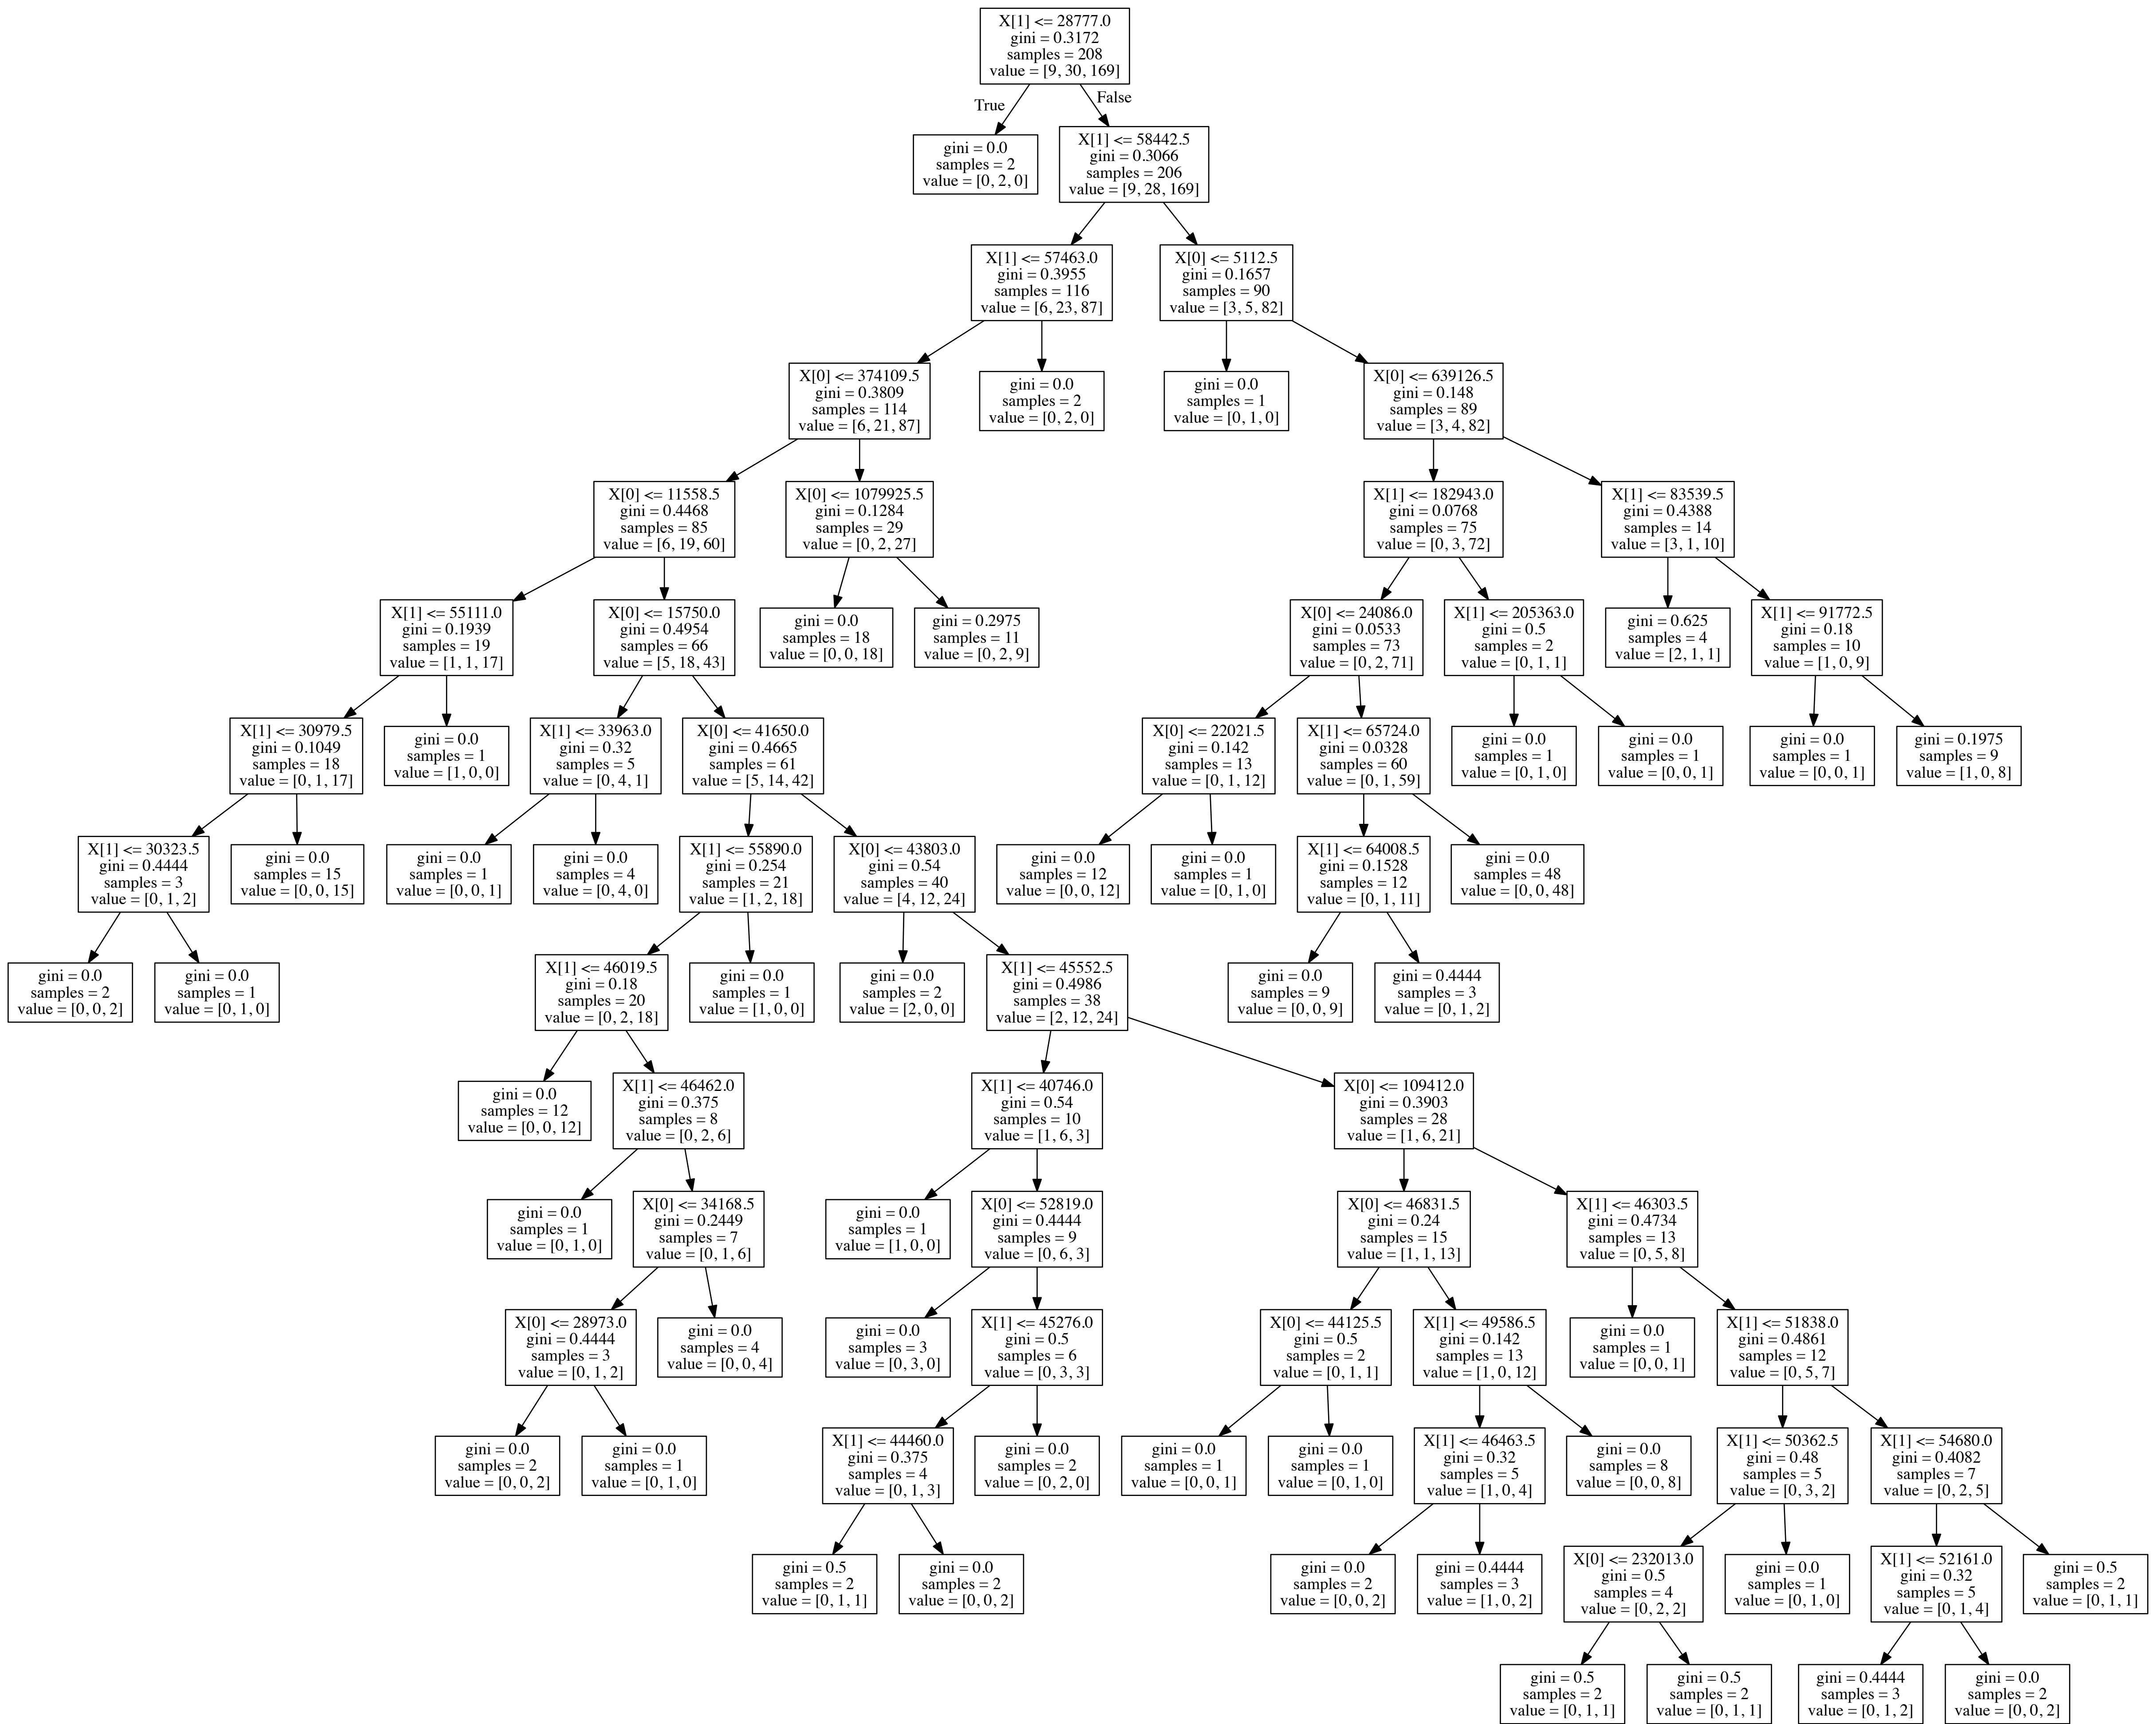 X[1] <= 28777.0
gini = 0.3172
samples = 208
value = [9, 30, 169]
True
False
gini = 0.0
samples = 2
value = [0, 2, 0]
X[1] <= 58442.5
gini = 0.3066
samples = 206
value = [9, 28, 169]
X[1] <= 57463.0
gini = 0.3955
samples = 116
value = [6, 23, 87]
X[0] <= 5112.5
gini = 0.1657
samples = 90
value = [3, 5, 82]
X[0] <= 374109.5
gini = 0.3809
samples = 114
value = [6, 21, 87]
gini = 0.0
samples = 2
value = [0, 2, 0]
gini = 0.0
samples = 1
value = [0, 1, 0]
X[0] <= 639126.5
gini = 0.148
samples = 89
value = [3, 4, 82]
X[0] <= 11558.5
gini = 0.4468
samples = 85
value = [6, 19, 60]
X[0] <= 1079925.5
gini = 0.1284
samples = 29
value = [0, 2, 27]
X[1] <= 182943.0
gini = 0.0768
samples = 75
value = [0, 3, 72]
X[1] <= 83539.5
gini = 0.4388
samples = 14
value = [3, 1, 10]
X[1] <= 55111.0
gini = 0.1939
samples = 19
value = [1, 1, 17]
X[0] <= 15750.0
gini = 0.4954
samples = 66
value = [5, 18, 43]
gini = 0.0
samples = 18
value = [0, 0, 18]
gini = 0.2975
samples = 11
value = [0, 2, 9]
X[0] <= 24086.0
gini = 0.0533
samples = 73
value = [0, 2, 71]
X[1] <= 205363.0
gini = 0.5
samples = 2
value = [0, 1, 1]
gini = 0.625
samples = 4
value = [2, 1, 1]
X[1] <= 91772.5
gini = 0.18
samples = 10
value = [1, 0, 9]
X[1] <= 30979.5
gini = 0.1049
samples = 18
value = [0, 1, 17]
gini = 0.0
samples = 1
value = [1, 0, 0]
X[1] <= 33963.0
gini = 0.32
samples = 5
value = [0, 4, 1]
X[0] <= 41650.0
gini = 0.4665
samples = 61
value = [5, 14, 42]
X[0] <= 22021.5
gini = 0.142
samples = 13
value = [0, 1, 12]
X[1] <= 65724.0
gini = 0.0328
samples = 60
value = [0, 1, 59]
gini = 0.0
samples = 1
value = [0, 1, 0]
gini = 0.0
samples = 1
value = [0, 0, 1]
gini = 0.0
samples = 1
value = [0, 0, 1]
gini = 0.1975
samples = 9
value = [1, 0, 8]
X[1] <= 30323.5
gini = 0.4444
samples = 3
value = [0, 1, 2]
gini = 0.0
samples = 15
value = [0, 0, 15]
gini = 0.0
samples = 1
value = [0, 0, 1]
gini = 0.0
samples = 4
value = [0, 4, 0]
X[1] <= 55890.0
gini = 0.254
samples = 21
value = [1, 2, 18]
X[0] <= 43803.0
gini = 0.54
samples = 40
value = [4, 12, 24]
gini = 0.0
samples = 12
value = [0, 0, 12]
gini = 0.0
samples = 1
value = [0, 1, 0]
X[1] <= 64008.5
gini = 0.1528
samples = 12
value = [0, 1, 11]
gini = 0.0
samples = 48
value = [0, 0, 48]
gini = 0.0
samples = 2
value = [0, 0, 2]
gini = 0.0
samples = 1
value = [0, 1, 0]
X[1] <= 46019.5
gini = 0.18
samples = 20
value = [0, 2, 18]
gini = 0.0
samples = 1
value = [1, 0, 0]
gini = 0.0
samples = 2
value = [2, 0, 0]
X[1] <= 45552.5
gini = 0.4986
samples = 38
value = [2, 12, 24]
gini = 0.0
samples = 9
value = [0, 0, 9]
gini = 0.4444
samples = 3
value = [0, 1, 2]
gini = 0.0
samples = 12
value = [0, 0, 12]
X[1] <= 46462.0
gini = 0.375
samples = 8
value = [0, 2, 6]
X[1] <= 40746.0
gini = 0.54
samples = 10
value = [1, 6, 3]
X[0] <= 109412.0
gini = 0.3903
samples = 28
value = [1, 6, 21]
gini = 0.0
samples = 1
value = [0, 1, 0]
X[0] <= 34168.5
gini = 0.2449
samples = 7
value = [0, 1, 6]
gini = 0.0
samples = 1
value = [1, 0, 0]
X[0] <= 52819.0
gini = 0.4444
samples = 9
value = [0, 6, 3]
X[0] <= 46831.5
gini = 0.24
samples = 15
value = [1, 1, 13]
X[1] <= 46303.5
gini = 0.4734
samples = 13
value = [0, 5, 8]
X[0] <= 28973.0
gini = 0.4444
samples = 3
value = [0, 1, 2]
gini = 0.0
samples = 4
value = [0, 0, 4]
gini = 0.0
samples = 3
value = [0, 3, 0]
X[1] <= 45276.0
gini = 0.5
samples = 6
value = [0, 3, 3]
X[0] <= 44125.5
gini = 0.5
samples = 2
value = [0, 1, 1]
X[1] <= 49586.5
gini = 0.142
samples = 13
value = [1, 0, 12]
gini = 0.0
samples = 1
value = [0, 0, 1]
X[1] <= 51838.0
gini = 0.4861
samples = 12
value = [0, 5, 7]
gini = 0.0
samples = 2
value = [0, 0, 2]
gini = 0.0
samples = 1
value = [0, 1, 0]
X[1] <= 44460.0
gini = 0.375
samples = 4
value = [0, 1, 3]
gini = 0.0
samples = 2
value = [0, 2, 0]
gini = 0.0
samples = 1
value = [0, 0, 1]
gini = 0.0
samples = 1
value = [0, 1, 0]
X[1] <= 46463.5
gini = 0.32
samples = 5
value = [1, 0, 4]
gini = 0.0
samples = 8
value = [0, 0, 8]
X[1] <= 50362.5
gini = 0.48
samples = 5
value = [0, 3, 2]
X[1] <= 54680.0
gini = 0.4082
samples = 7
value = [0, 2, 5]
gini = 0.5
samples = 2
value = [0, 1, 1]
gini = 0.0
samples = 2
value = [0, 0, 2]
gini = 0.0
samples = 2
value = [0, 0, 2]
gini = 0.4444
samples = 3
value = [1, 0, 2]
X[0] <= 232013.0
gini = 0.5
samples = 4
value = [0, 2, 2]
gini = 0.0
samples = 1
value = [0, 1, 0]
X[1] <= 52161.0
gini = 0.32
samples = 5
value = [0, 1, 4]
gini = 0.5
samples = 2
value = [0, 1, 1]
gini = 0.5
samples = 2
value = [0, 1, 1]
gini = 0.5
samples = 2
value = [0, 1, 1]
gini = 0.4444
samples = 3
value = [0, 1, 2]
gini = 0.0
samples = 2
value = [0, 0, 2]